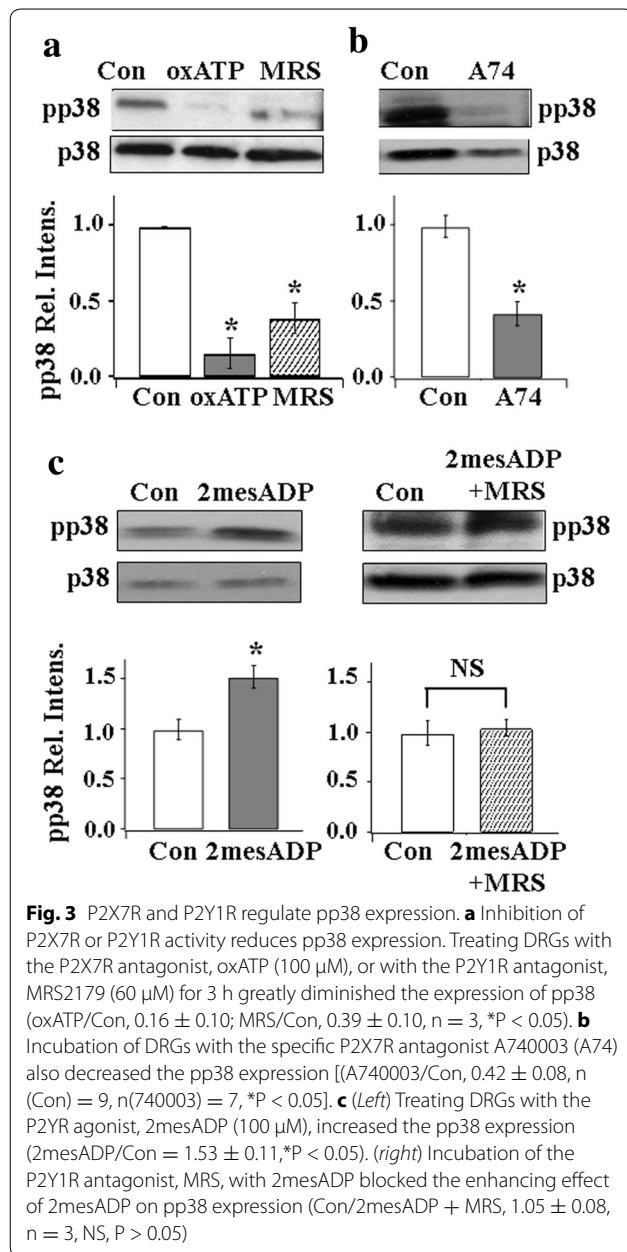 a
b
Con oxATP MRS
Con A74
pp38
pp38
p38
p38
pp38 Rel. Intens.
1.0
0.5
0.0
*
*
Con oxATP MRS
1.0
0.5
0.0
*
Con A74
c
Con 2mesADP
2mesADP
Con +MRS
pp38
pp38
p38
p38
pp38 Rel. Intens.
1.5
1.0
0.5
0.0
*
Con 2mesADP
1.5
1.0
0.5
0.0
NS
Con 2mesADP
+MRS
Fig. 3 P2X7R and P2Y1R regulate pp38 expression. a Inhibition of
P2X7R or P2Y1R activity reduces pp38 expression. Treating DRGs with
the P2X7R antagonist, oxATP (100 μM), or with the P2Y1R antagonist,
MRS2179 (60 μM) for 3 h greatly diminished the expression of pp38
(oxATP/Con, 0.16 ± 0.10; MRS/Con, 0.39 ± 0.10, n = 3, *P < 0.05). b
Incubation of DRGs with the specific P2X7R antagonist A740003 (A74)
also decreased the pp38 expression [(A740003/Con, 0.42 ± 0.08, n
(Con) = 9, n(740003) = 7, *P < 0.05]. c (Left) Treating DRGs with the
P2YR agonist, 2mesADP (100 μM), increased the pp38 expression
(2mesADP/Con = 1.53 ± 0.11,*P < 0.05). (right) Incubation of the
P2Y1R antagonist, MRS, with 2mesADP blocked the enhancing effect
of 2mesADP on pp38 expression (Con/2mesADP + MRS, 1.05 ± 0.08,
n = 3, NS, P > 0.05)